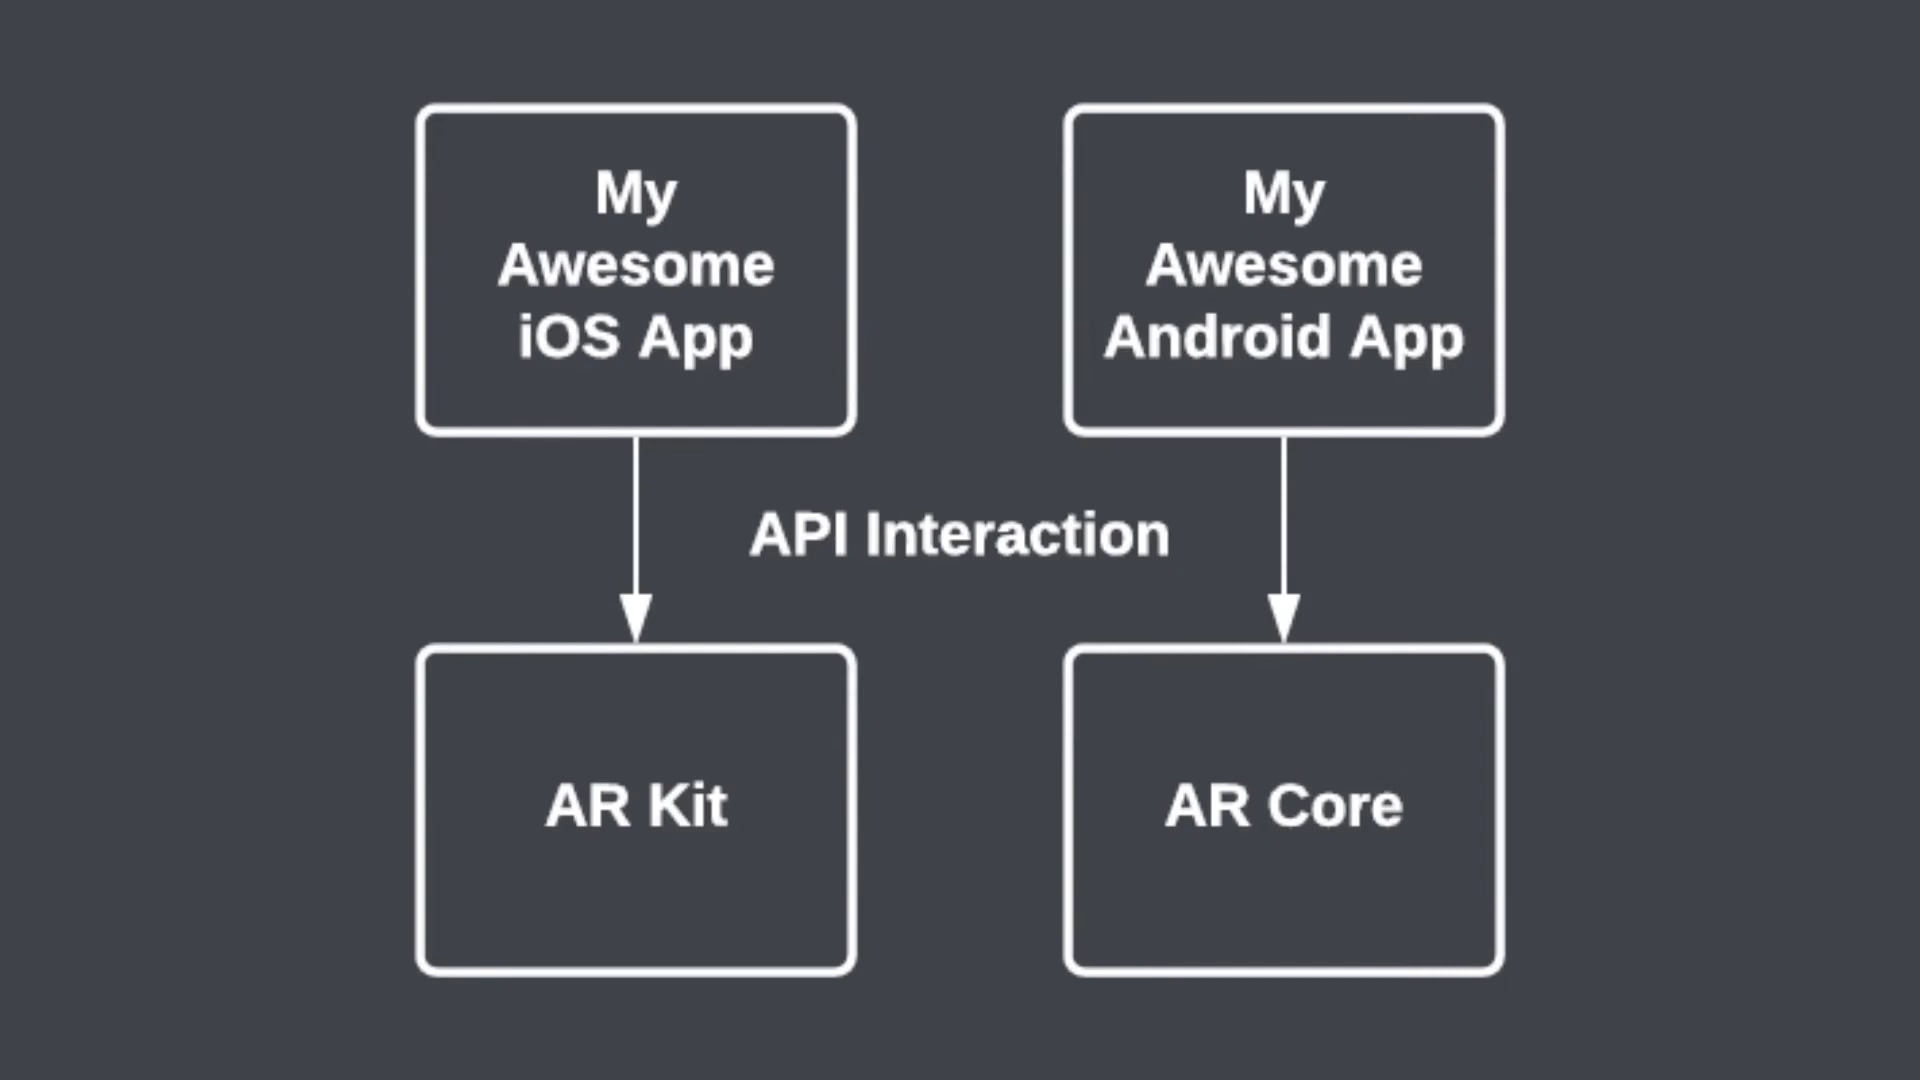 My
Awesome
iOS App
My
Awesome
Android App
API Interaction
AR Kit
AR Core